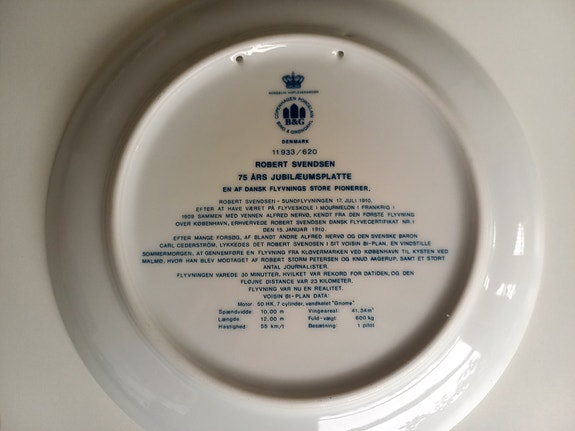 KONGELIG HOFLEVERANDØR
COPENHAGEN PORCELAIN
B&G
BING & GRØNDAHL
DENMARK
11933/620
ROBERT SVENDSEN
75 ÅRS JUBILÆUMSPLATTE
EN AF DANSK FLYVNINGS STORE PIONERER.
ROBERT SVENDSEN - SUNDFLYVNINGEN 17. JULI 1910.
EFTER AT HAVE VÆRET PÅ FLYVESKOLE I MOURMELON I FRANKRIG I
1909 SAMMEN MED VENNEN ALFRED NERVØ, KENDT FRA DEN FØRSTE FLYVNING
OVER KØBENHAVN, ERHVERVEDE ROBERT SVENDSEN DANSK FLYVECERTIFIKAT NR. 1
DEN 15. JANUAR 1910.
EFTER MANGE FORSØG, AF BLANDT ANDRE ALFRED NERVØ OG DEN SVENSKE BARON
CARL CEDERSTRÖM, LYKKEDES DET ROBERT SVENDSEN I SIT VOISIN BI-PLAN, EN VINDSTILLE
SOMMERMORGEN, AT GENNEMFØRE EN FLYVNING FRA KLØVERMARKEN VED KØBENHAVN TIL KYSTEN VED
MALMØ, HVOR HAN BLEV MODTAGET AF ROBERT STORM PETERSEN OG KNUD AAGERUP, SAMT ET STORT
ANTAL JOURNALISTER.
FLYVNINGEN VAREDE 30 MINUTTER, HVILKET VAR REKORD FOR DATIDEN, OG DEN
FLØJNE DISTANCE VAR 23 KILOMETER.
FLYVNING VAR NU EN REALITET.
VOISIN BI-PLAN DATA:
Motor: 50 HK, 7 cylinder, vandkølet "Gnome".
Spændvidde: 10,00 m Vingeareal: 41,34m²
Længde: 12,00 m Fuld-vægt: 600 kg
Hastighed: 55 km/t Besætning: 1 pilot